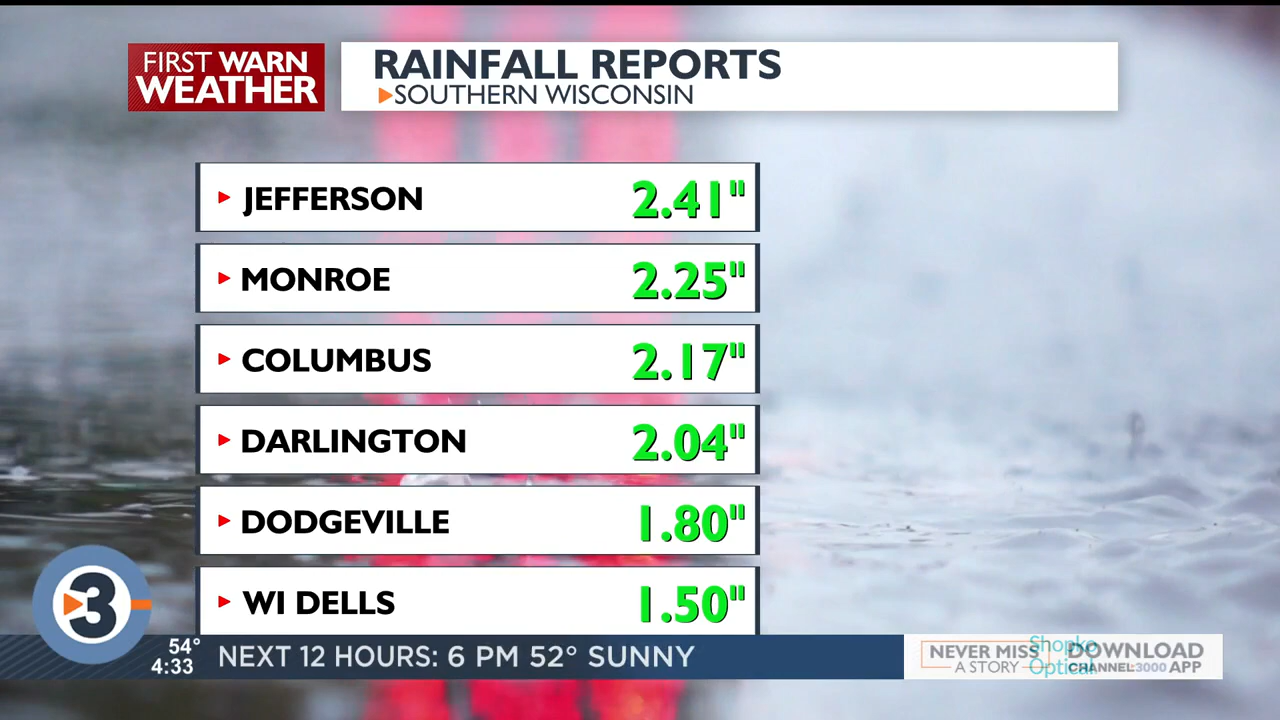 FIRST WARN
WEATHER
RAINFALL REPORTS
SOUTHERN WISCONSIN
JEFFERSON 2.41"
MONROE 2.25"
COLUMBUS 2.17"
DARLINGTON 2.04"
DODGEVILLE 1.80"
WI DELLS 1.50"
3
54°
4:33
NEXT 12 HOURS: 6 PM 52° SUNNY
NEVER MISS
A STORY
Shopko
Optical
DOWNLOAD
CHANNEL3000 APP